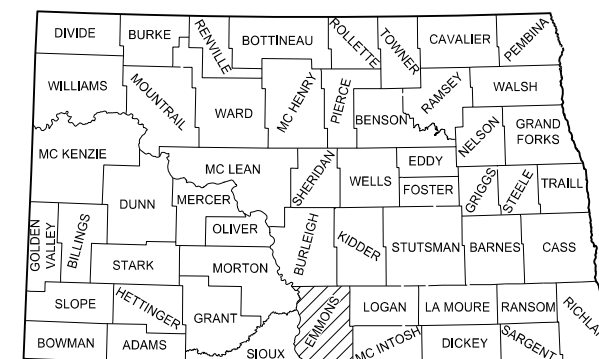 DIVIDE
BURKE
RENVILLE
BOTTINEAU
ROLLETTE
TOWNER
CAVALIER
PEMBINA
WILLIAMS
MOUNTRAIL
WARD
MC HENRY
PIERCE
BENSON
RAMSEY
WALSH
NELSON
GRAND
FORKS
MC KENZIE
MC LEAN
SHERIDAN
WELLS
EDDY
FOSTER
GRIGGS
STEELE
TRAILL
DUNN
MERCER
OLIVER
GOLDEN
VALLEY
BILLINGS
STARK
MORTON
BURLEIGH
KIDDER
STUTSMAN
BARNES
CASS
SLOPE
HETTINGER
GRANT
EMMONS
LOGAN
LA MOURE
RANSOM
RICHLA
BOWMAN
ADAMS
SIOUX
MC INTOSH
DICKEY
SARGENT